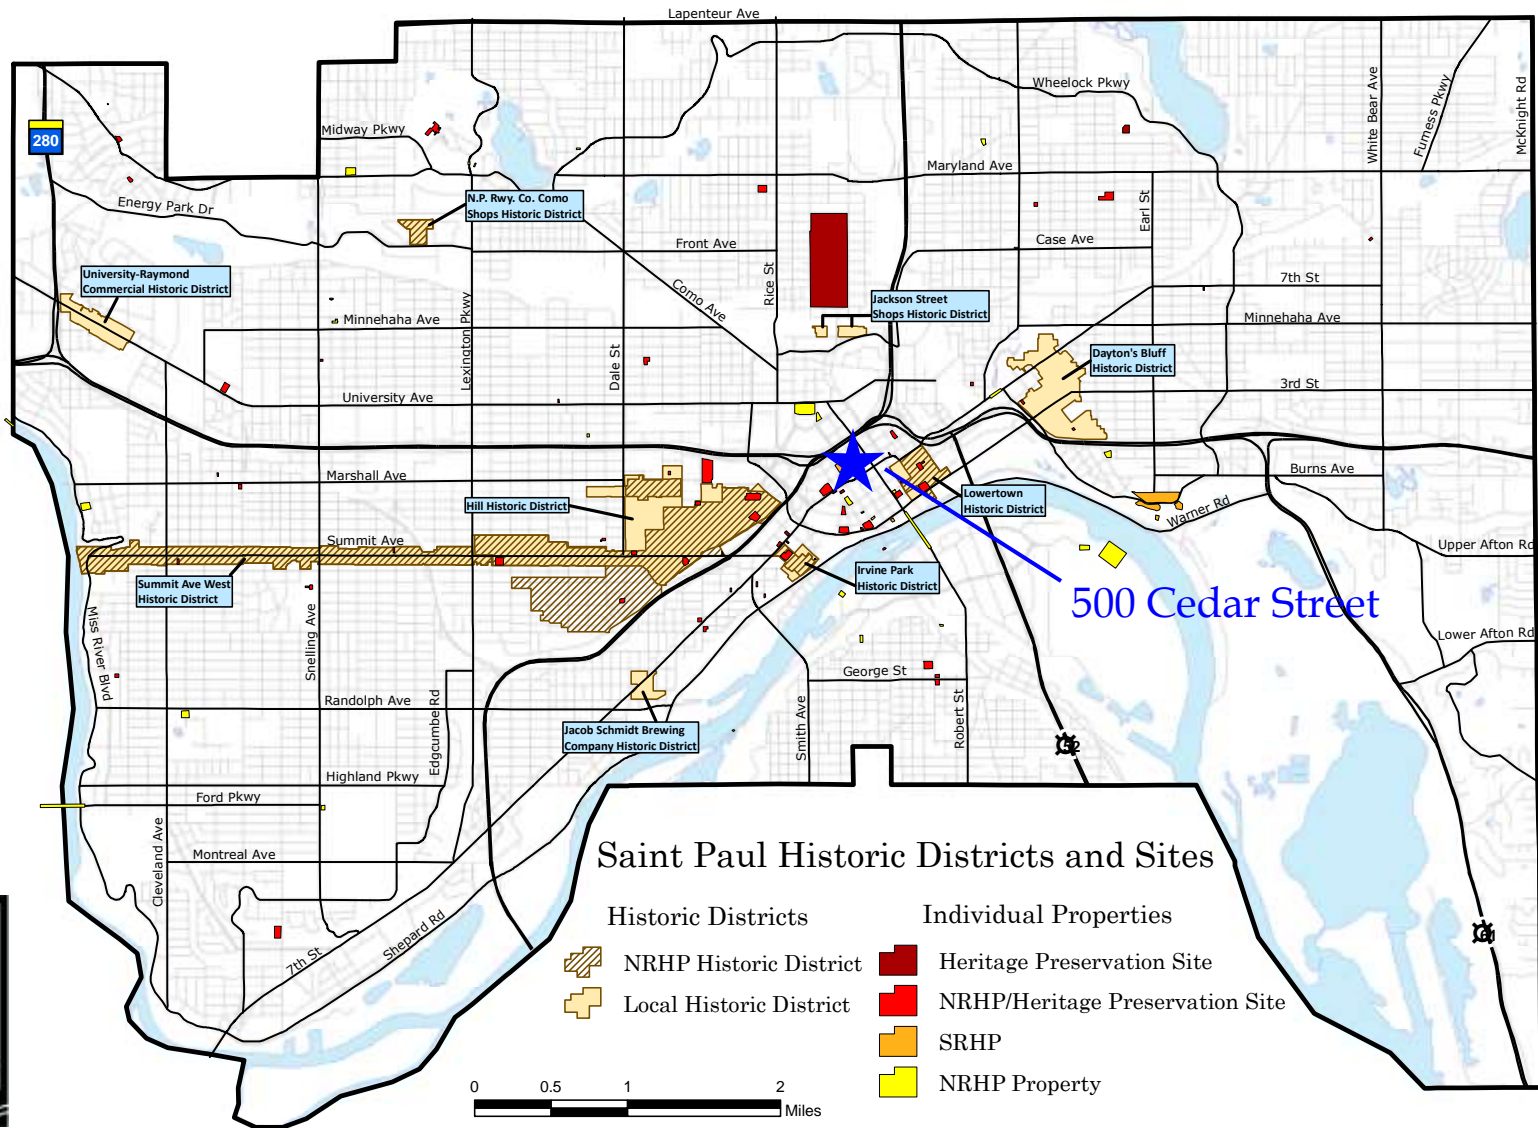 Lapenteur Ave
Wheelock Pkwy
White Bear Ave
Furness Pkwy
McKnight Rd
280
Midway Pkwy
Maryland Ave
Energy Park Dr
N.P. Rwy. Co. Como
Shops Historic District
Earl St
Front Ave
Case Ave
University-Raymond
Commercial Historic District
Como Ave
Rice St
7th St
Jackson Street
Shops Historic District
Minnehaha Ave
Minnehaha Ave
Lexington Pkwy
Dale St
Dayton's Bluff
Historic District
3rd St
University Ave
Marshall Ave
Burns Ave
Hill Historic District
Lowertown
Historic District
Warner Rd
Summit Ave
Upper Afton Rd
Summit Ave West
Historic District
Irvine Park
Historic District
500 Cedar Street
Miss River Blvd
Snelling Ave
Lower Afton Rd
George St
Randolph Ave
Edgcumbe Rd
Smith Ave
Robert St
Jacob Schmidt Brewing
Company Historic District
52
Highland Pkwy
Ford Pkwy
Cleveland Ave
Montreal Ave
7th St
Shepard Rd
61
Saint Paul Historic Districts and Sites
Historic Districts
NRHP Historic District
Local Historic District
Individual Properties
Heritage Preservation Site
NRHP/Heritage Preservation Site
SRHP
NRHP Property
0 0.5 1 2
Miles